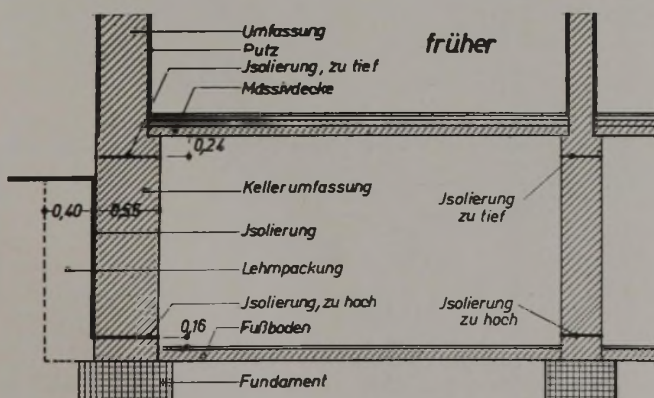 Umfassung
Putz
Jsolierung, zu tief
Massivdecke
früher
0,24
Kellerumfassung
Jsolierung
zu tief
0,40
0,55
Jsolierung
Lehmpackung
Jsolierung, zu hoch
Jsolierung
zu hoch
0,16
Fußboden
Fundament